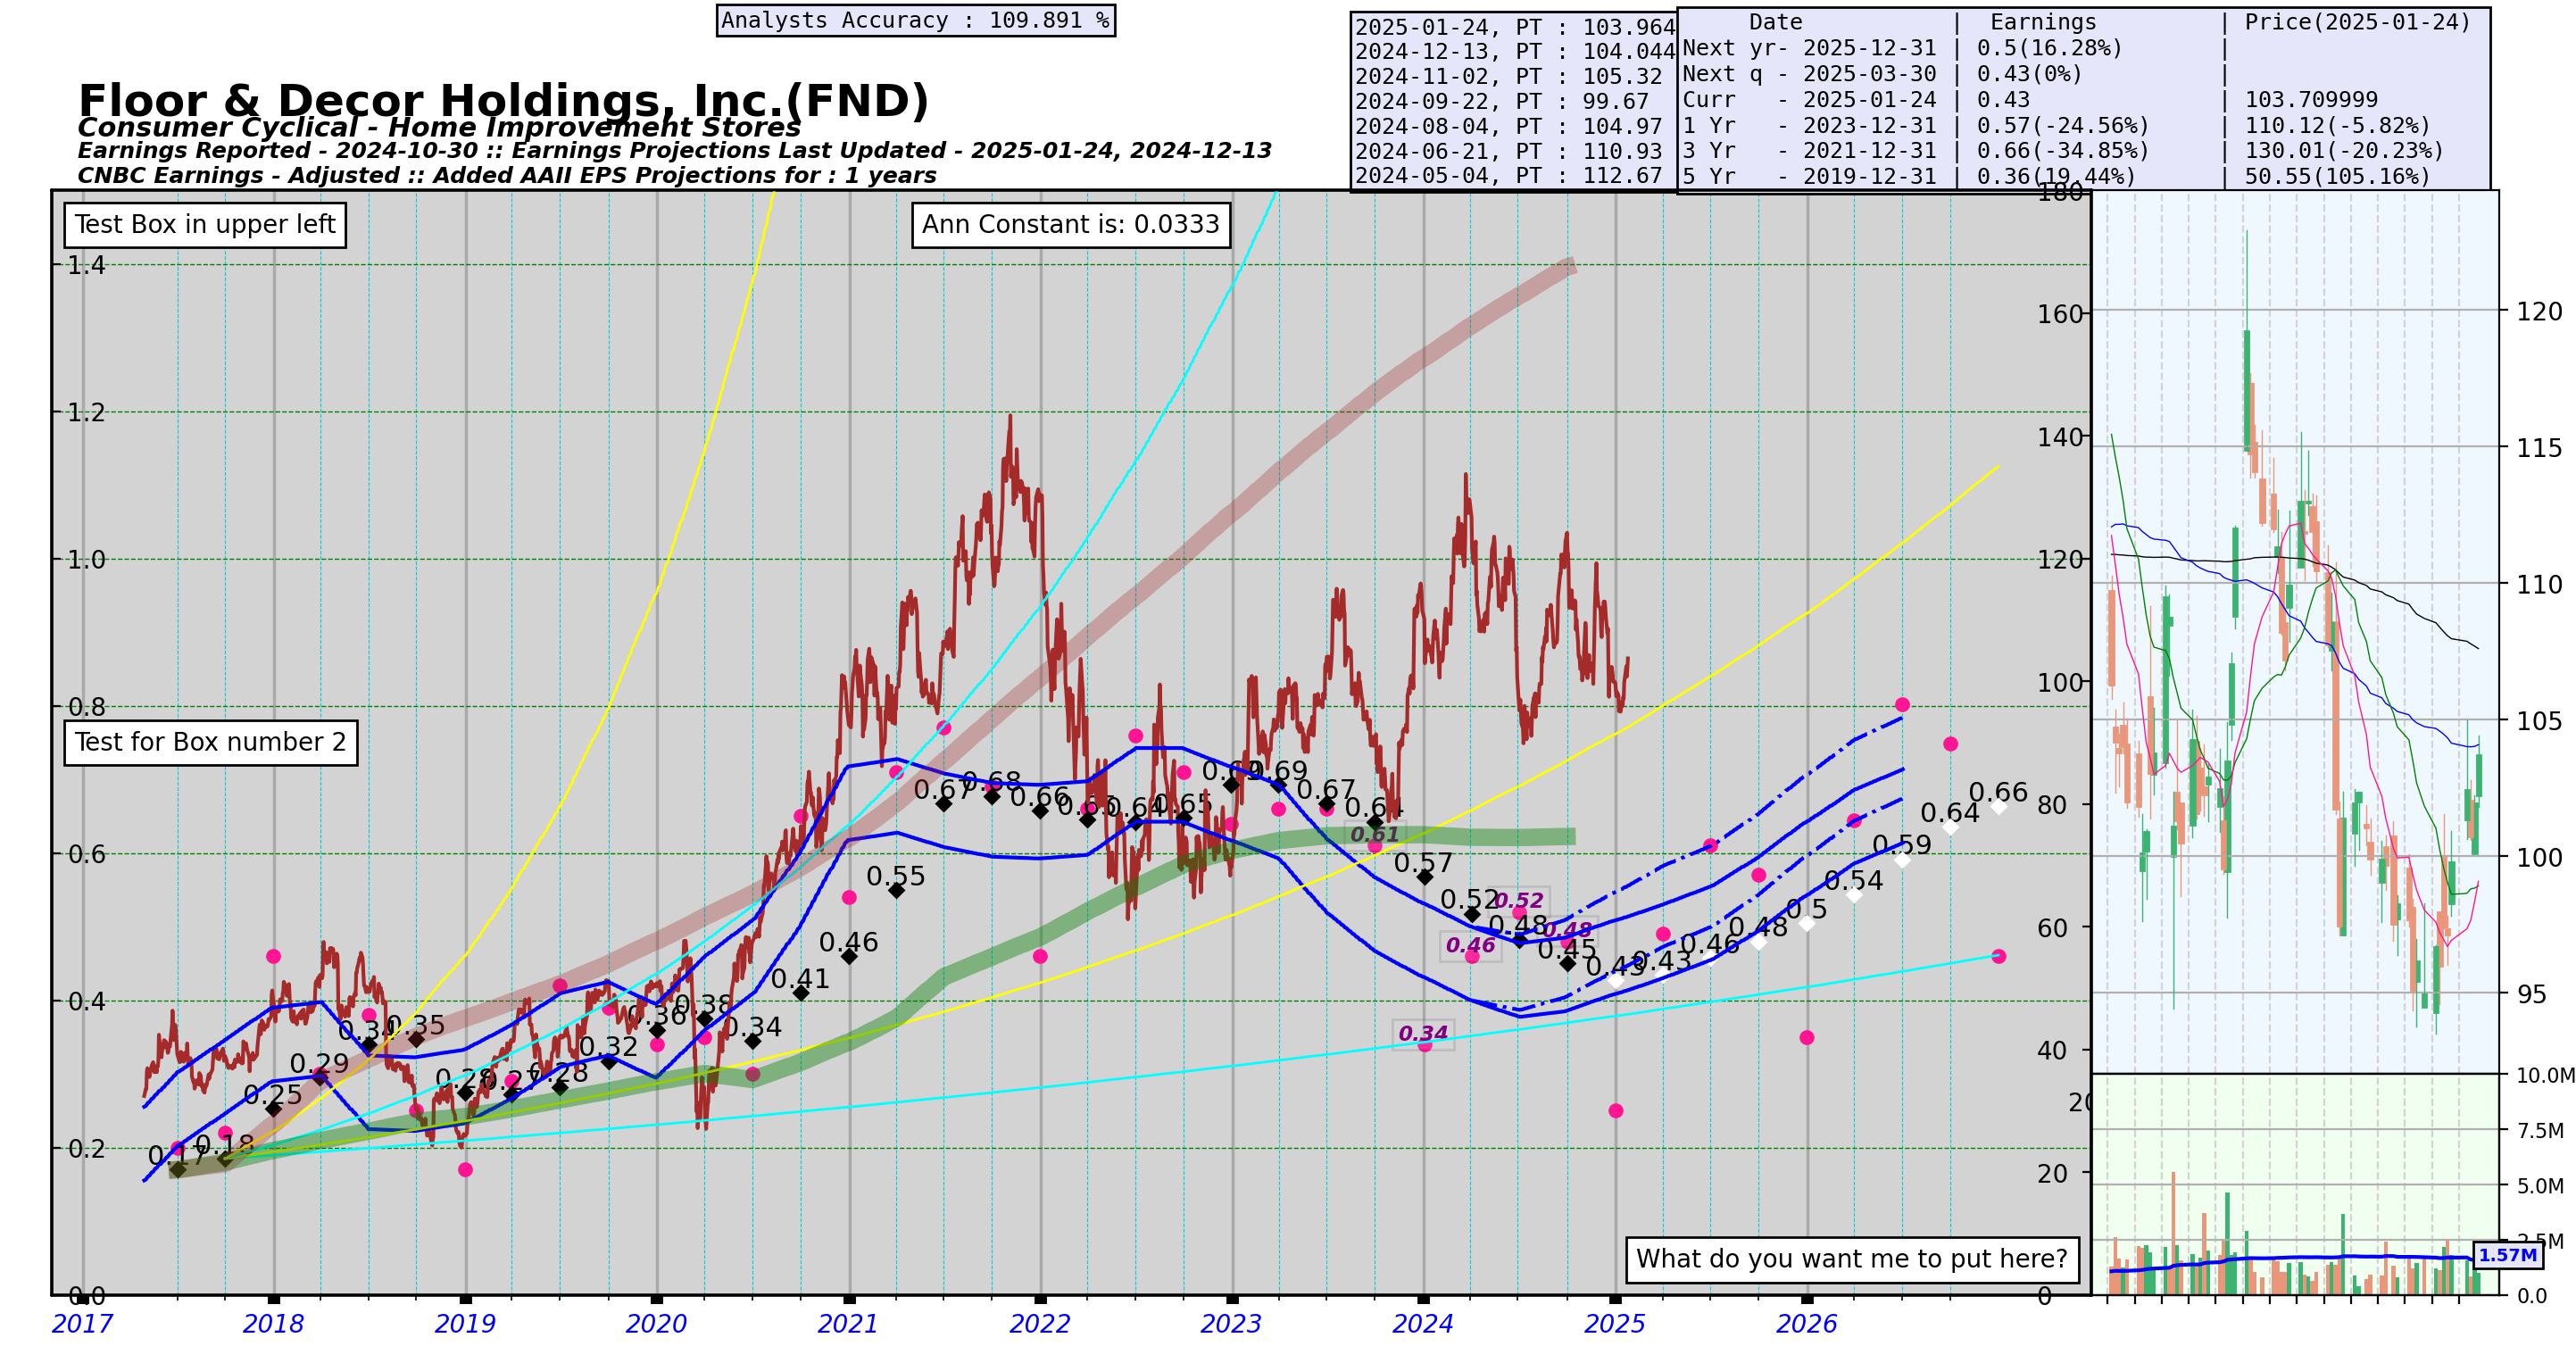 Analysts Accuracy : 109.891 %
2025-01-24, PT : 103.964
2024-12-13, PT : 104.044
2024-11-02, PT : 105.32
2024-09-22, PT : 99.67
2024-08-04, PT : 104.97
2024-06-21, PT : 110.93
2024-05-04, PT : 112.67
Date | Earnings | Price(2025-01-24)
Next yr- 2025-12-31 | 0.5(16.28%) |
Next q - 2025-03-30 | 0.43(0%) |
Curr - 2025-01-24 | 0.43 | 103.709999
1 Yr - 2023-12-31 | 0.57(-24.56%) | 110.12(-5.82%)
3 Yr - 2021-12-31 | 0.66(-34.85%) | 130.01(-20.23%)
5 Yr - 2019-12-31 | 0.36(19.44%) | 50.55(105.16%)
Floor & Decor Holdings, Inc.(FND)
Consumer Cyclical - Home Improvement Stores
Earnings Reported - 2024-10-30 :: Earnings Projections Last Updated - 2025-01-24, 2024-12-13
CNBC Earnings - Adjusted :: Added AAII EPS Projections for : 1 years
Test Box in upper left
Ann Constant is: 0.0333
Test for Box number 2
What do you want me to put here?
1.4
1.2
1.0
0.8
0.6
0.4
0.2
0.0
0.17
0.18
0.25
0.29
0.34
0.35
0.28
0.27
0.28
0.32
0.36
0.38
0.34
0.41
0.46
0.55
0.67
0.68
0.66
0.65
0.64
0.65
0.69
0.69
0.67
0.64
0.61
0.57
0.34
0.52
0.46
0.52
0.48
0.48
0.45
0.43
0.43
0.46
0.48
0.5
0.54
0.59
0.64
0.66
180
160
140
120
100
80
60
40
20
20
0
120
115
110
105
100
95
10.0M
7.5M
5.0M
1.57M
0.0
2017 2018 2019 2020 2021 2022 2023 2024 2025 2026